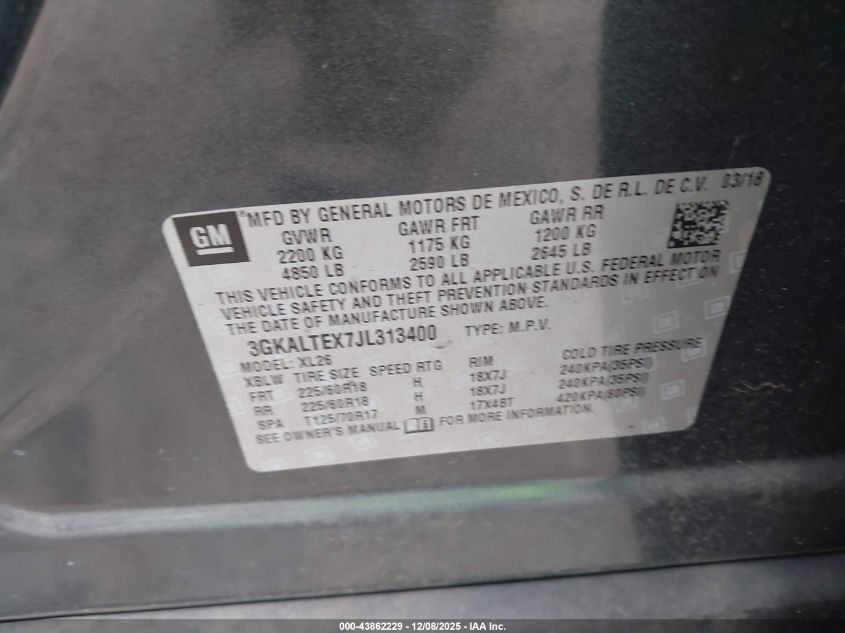 GM
®MFD BY GENERAL MOTORS DE MEXICO, S. DE R.L. DE C.V. 03/18
GVWR GAWR FRT GAWR RR
2200 KG 1175 KG 1200 KG
4850 LB 2590 LB 2645 LB
THIS VEHICLE CONFORMS TO ALL APPLICABLE U.S. FEDERAL MOTOR
VEHICLE SAFETY AND THEFT PREVENTION STANDARDS IN EFFECT ON
THE DATE OF MANUFACTURE SHOWN ABOVE.
3GKALTEX7JL313400 TYPE: M.P.V.
MODEL: XL26
XBLW TIRE SIZE SPEED RTG RIM COLD TIRE PRESSURE
FRT 225/60R18 H 18X7J 240KPA(35PSI)
RR 225/60R18 H 18X7J 240KPA(35PSI)
SPA T125/70R17 M 17X4BT 420KPA(60PSI)
SEE OWNER'S MANUAL FOR MORE INFORMATION.
000-43862229 - 12/08/2025 - IAA Inc.